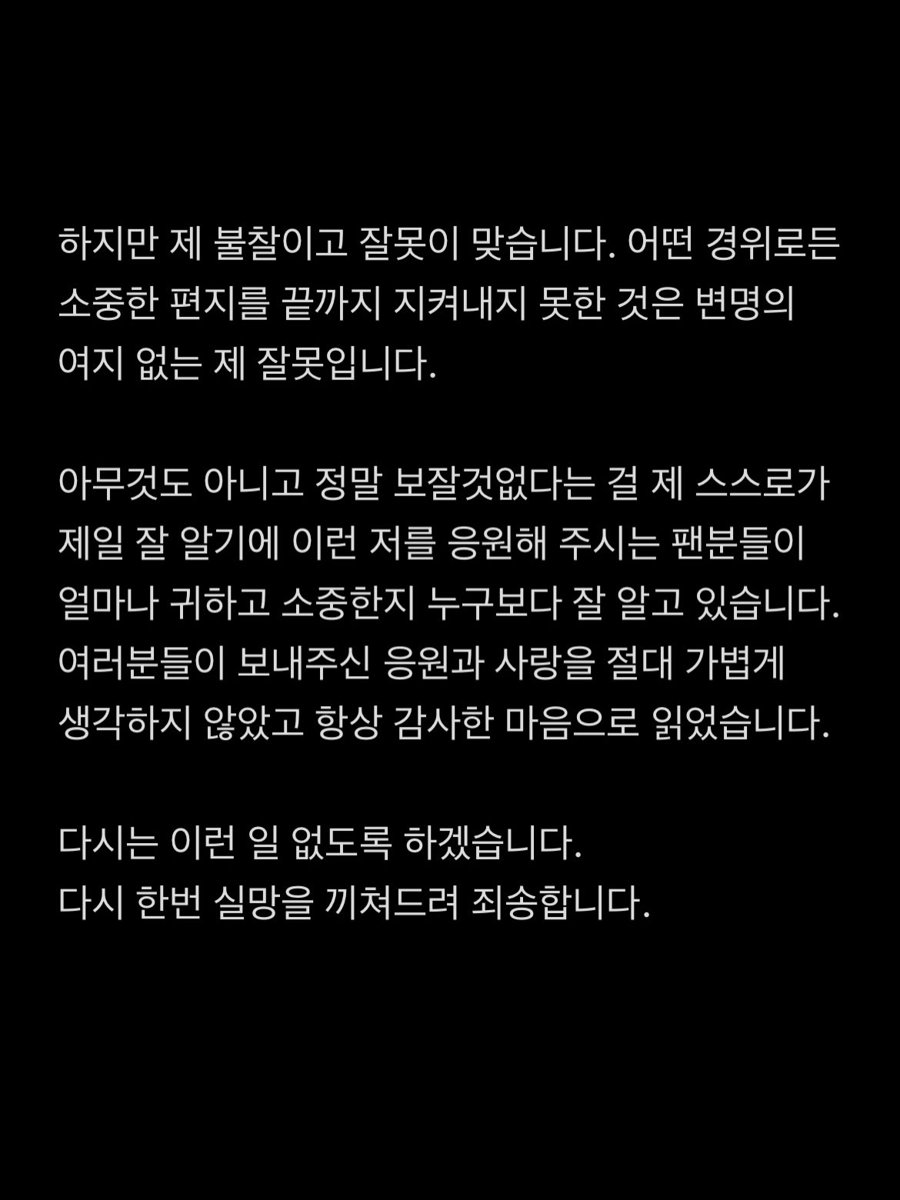 하지만 제 불찰이고 잘못이 맞습니다. 어떤 경위로든
소중한 편지를 끝까지 지켜내지 못한 것은 변명의
여지 없는 제 잘못입니다.
아무것도 아니고 정말 보잘것없다는 걸 제 스스로가
제일 잘 알기에 이런 저를 응원해 주시는 팬분들이
얼마나 귀하고 소중한지 누구보다 잘 알고 있습니다.
여러분들이 보내주신 응원과 사랑을 절대 가볍게
생각하지 않았고 항상 감사한 마음으로 읽었습니다.
다시는 이런 일 없도록 하겠습니다.
다시 한번 실망을 끼쳐드려 죄송합니다.